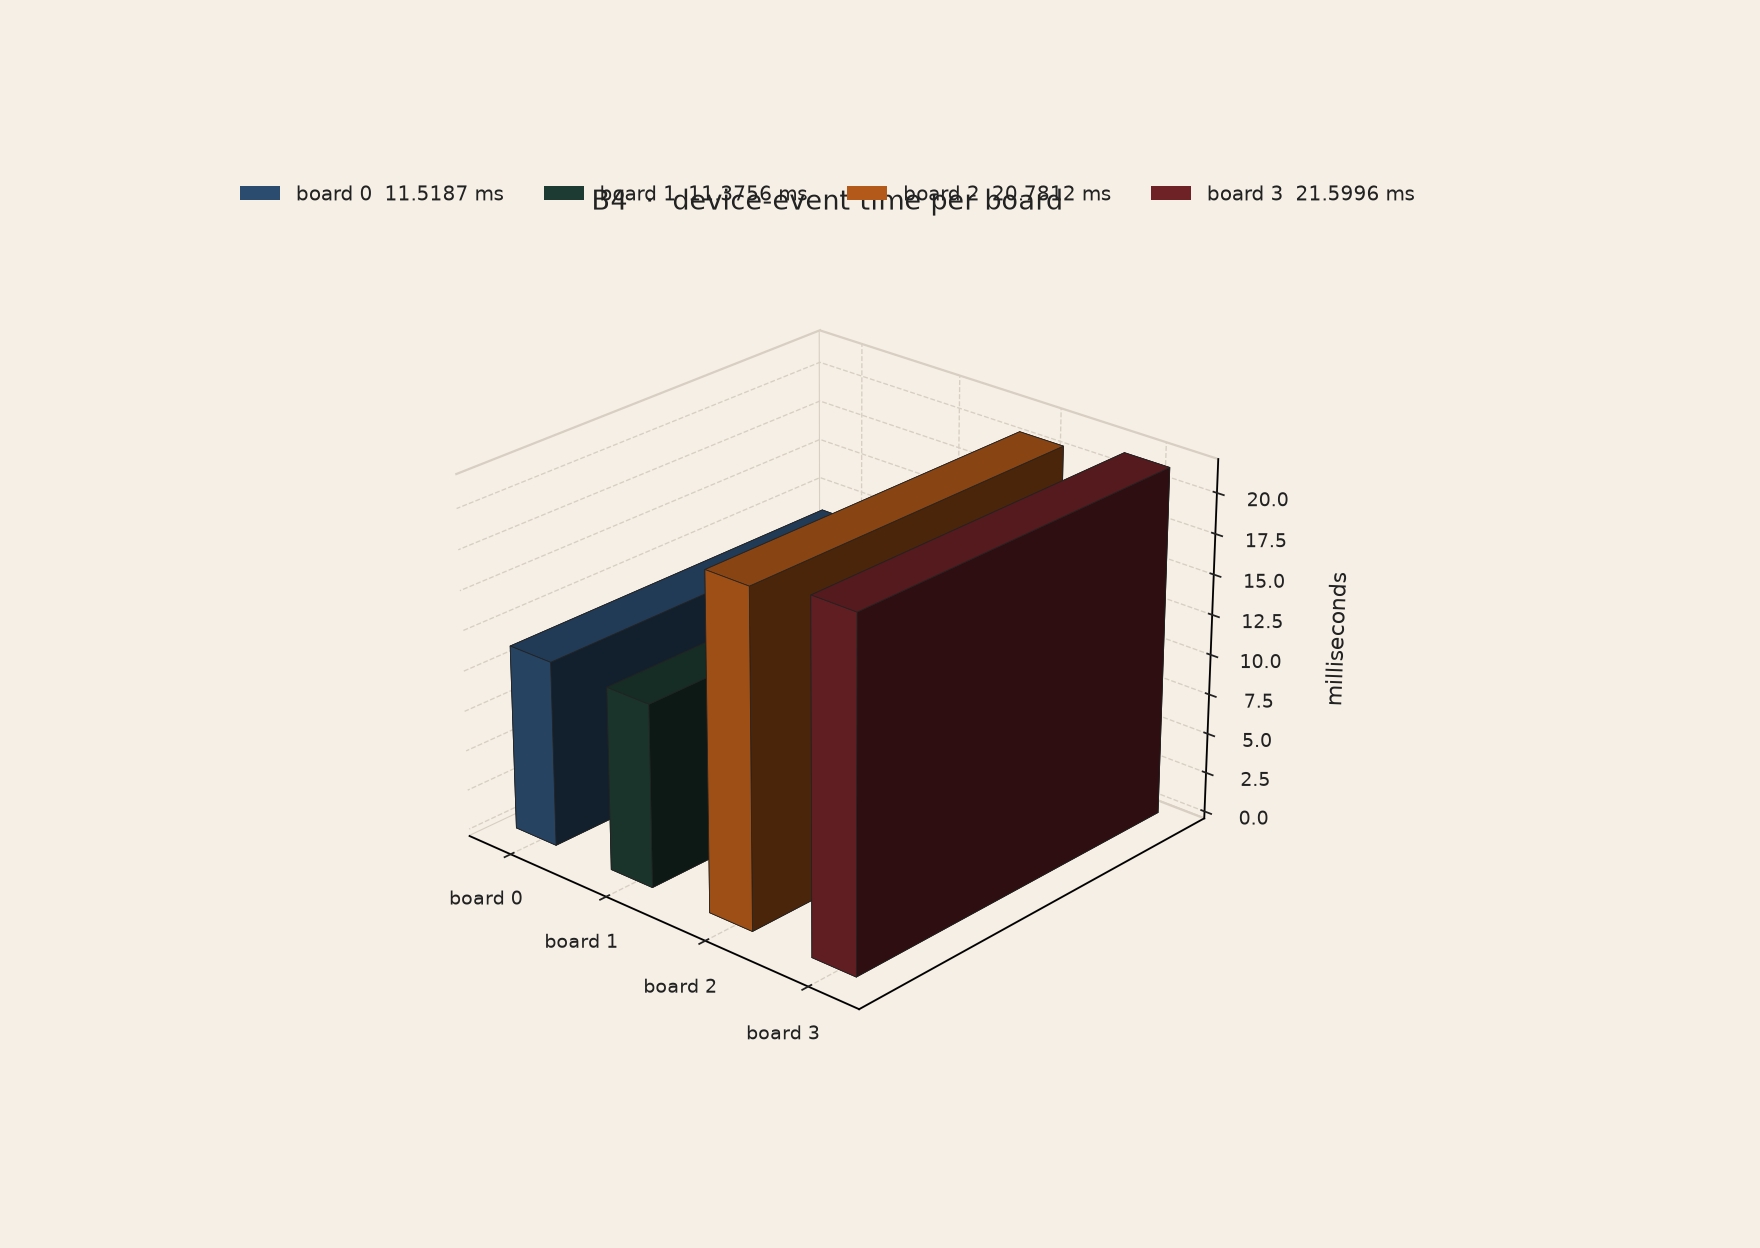 board 0  11.5187 ms
board 1  11.3756 ms
board 2  20.7812 ms
board 3  21.5996 ms
B4 · device-event time per board
20.0
17.5
15.0
12.5
10.0
7.5
5.0
2.5
0.0
milliseconds
board 0
board 1
board 2
board 3